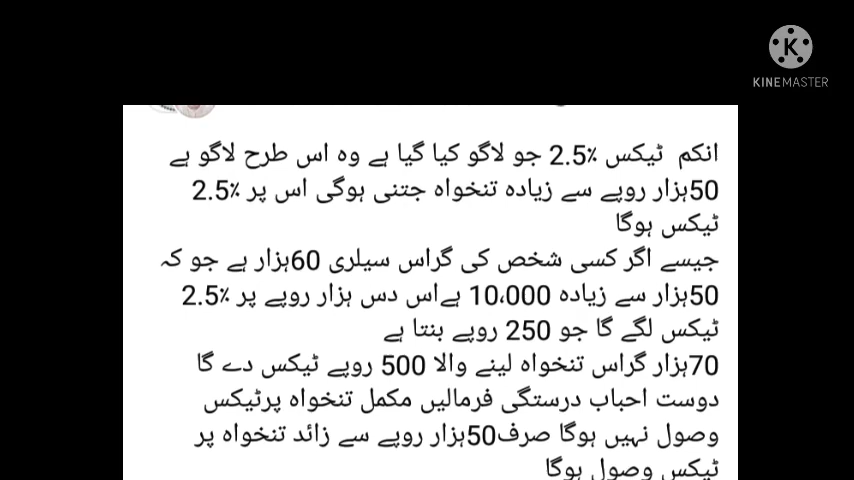 KINEMASTER
انکم ٹیکس ٪2.5 جو لاگو کیا گیا ہے وہ اس طرح لاگو ہے
50ہزار روپے سے زیادہ تنخواہ جتنی ہوگی اس پر ٪2.5
ٹیکس ہوگا
جیسے اگر کسی شخص کی گراس سیلری 60ہزار ہے جو کہ
50ہزار سے زیادہ 10،000 ہےاس دس ہزار روپے پر ٪2.5
ٹیکس لگے گا جو 250 روپے بنتا ہے
70ہزار گراس تنخواہ لینے والا 500 روپے ٹیکس دے گا
دوست احباب درستگی فرمالیں مکمل تنخواہ پرٹیکس
وصول نہیں ہوگا صرف50ہزار روپے سے زائد تنخواہ پر
ٹیکس وصول ہوگا